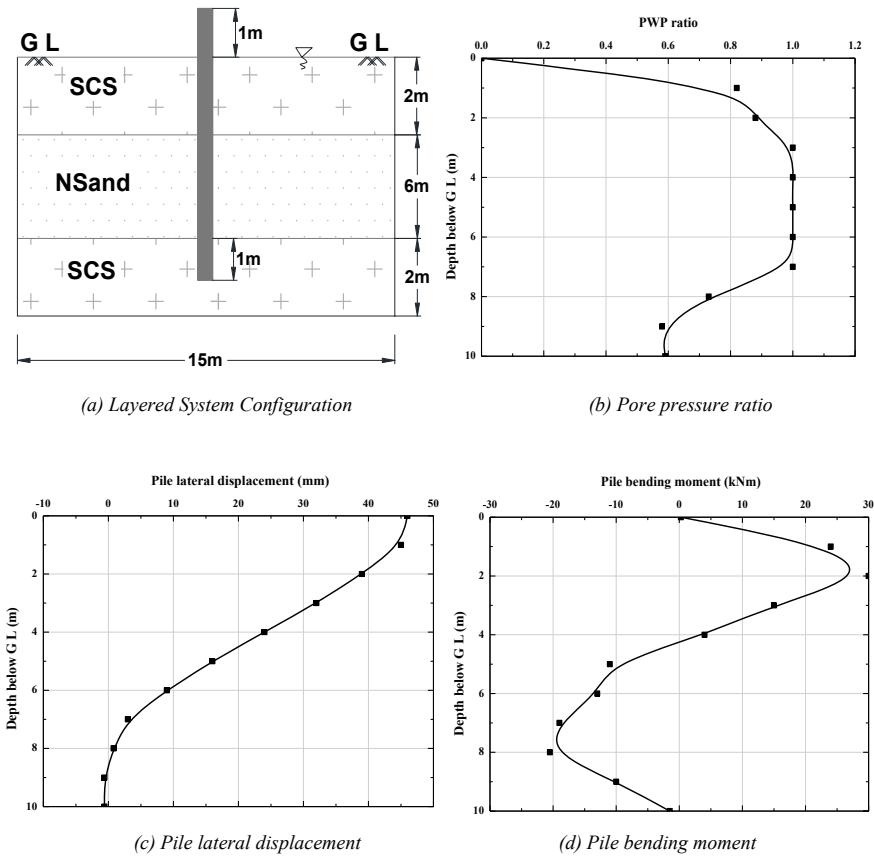 1m
G L
G L
SCS
2m
NSand
6m
SCS
1m
2m
15m
(a) Layered System Configuration
PWP ratio
0.0 0.2 0.4 0.6 0.8 1.0 1.2
Depth below G L (m)
0
2
4
6
8
10
(b) Pore pressure ratio
Pile lateral displacement (mm)
-10 0 10 20 30 40 50
Depth below G L (m)
0
2
4
6
8
10
(c) Pile lateral displacement
Pile bending moment (kNm)
-30 -20 -10 0 10 20 30
Depth below G L (m)
0
2
4
6
8
10
(d) Pile bending moment